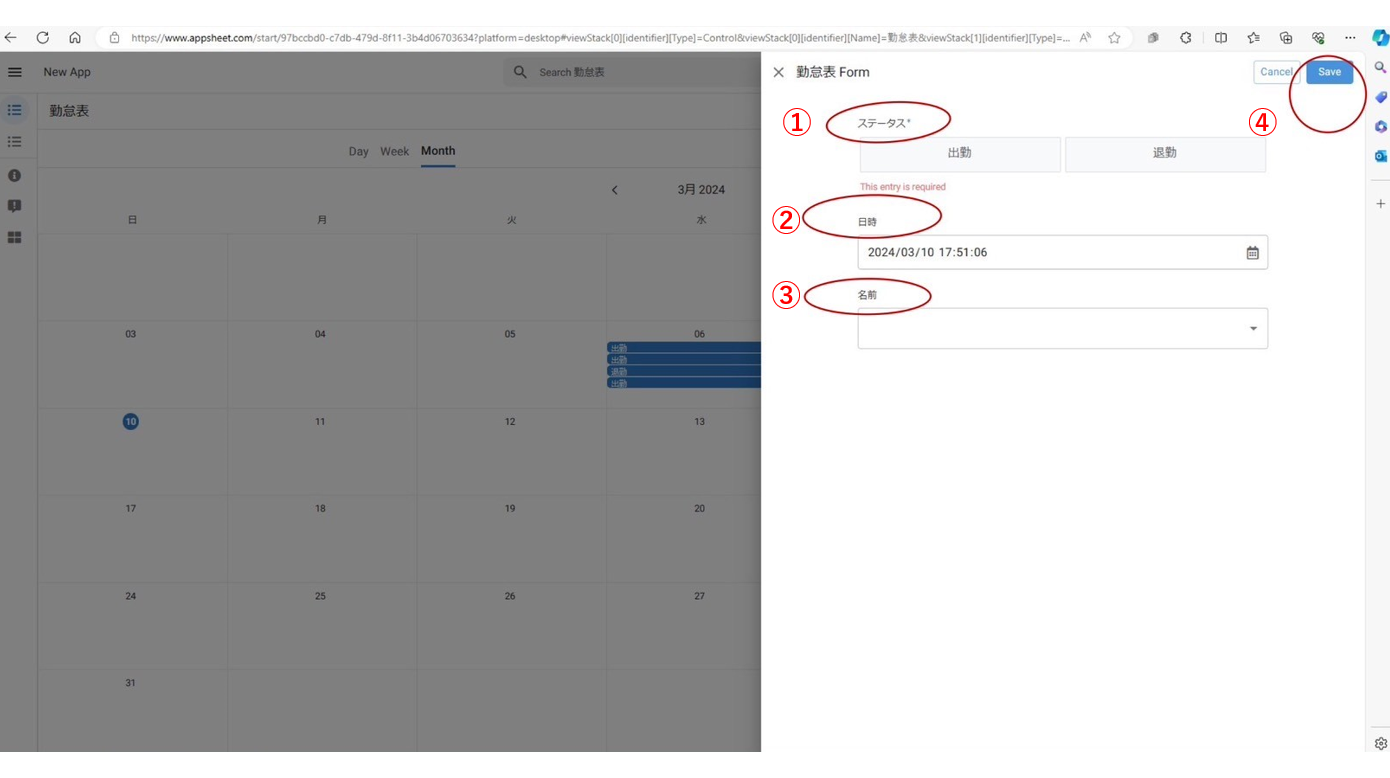 https://www.appsheet.com/start/97bccbd0-c7db-479d-8f11-3b4d06703634?platform=desktop#viewStack[0][identifier][Type]=Control&viewStack[0][identifier][Name]=勤怠表&viewStack[1][identifier][Type]=...
New App
Search 勤怠表
勤怠表 Form
Cancel
Save
勤怠表
①
ステータス*
④
Day Week Month
出勤
退勤
3月 2024
This entry is required
日
月
火
水
②
日時
2024/03/10 17:51:06
③
名前
03
04
05
06
出勤
出勤
退勤
出勤
10
11
12
13
17
18
19
20
24
25
26
27
31